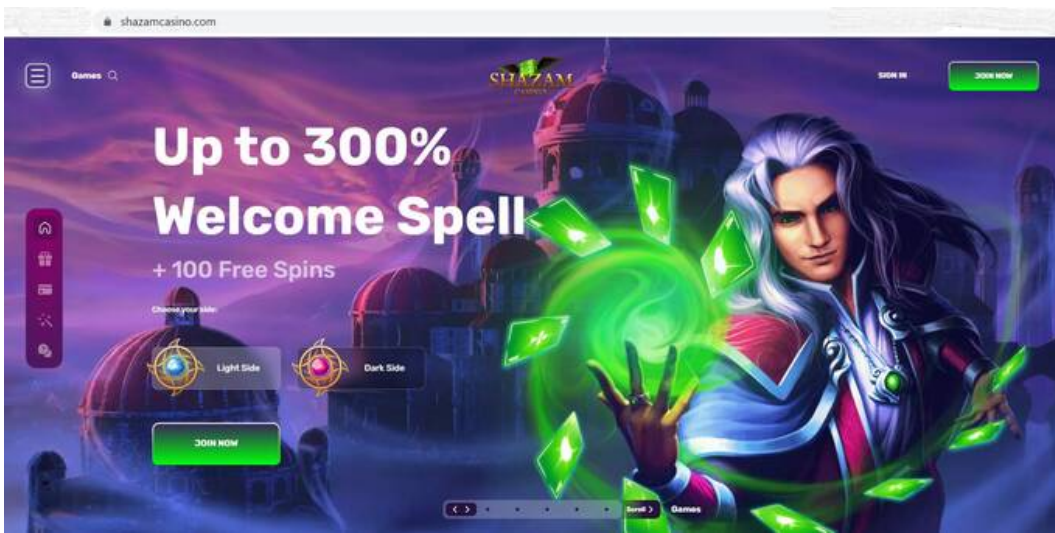 shazamcasino.com
Games
SHAZAM
CASINO
SIGN IN
JOIN NOW
Up to 300%
Welcome Spell
+ 100 Free Spins
Choose your side:
Light Side
Dark Side
JOIN NOW
Scroll
Games